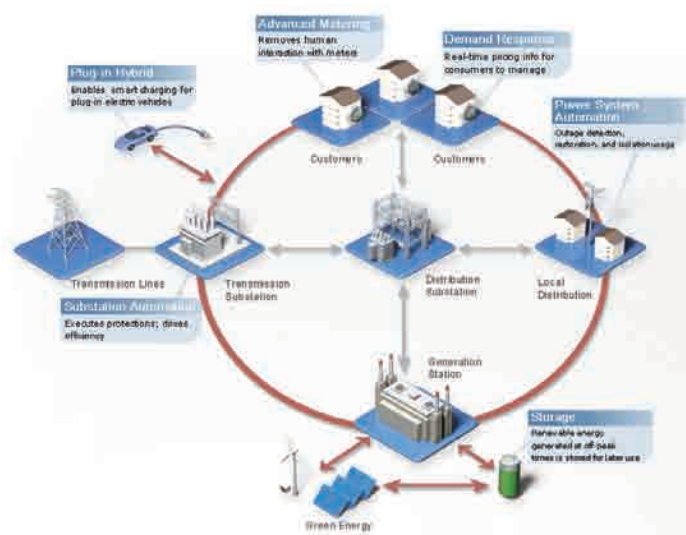 Advanced Metering
Removes human
interaction with meters
Demand Response
Real-time pricing info for
consumers to manage
Plug-in Hybrid
Enables smart charging for
plug-in electric vehicles
Power System
Automation
Outage detection,
restoration, and isolation
Customers
Customers
Transmission Lines
Transmission
Substation
Distribution
Substation
Local
Distribution
Substation Automation
Executes protections; drives
efficiency
Generation
Station
Storage
Renewable energy
generated at off-peak
times is stored for later use
Green Energy